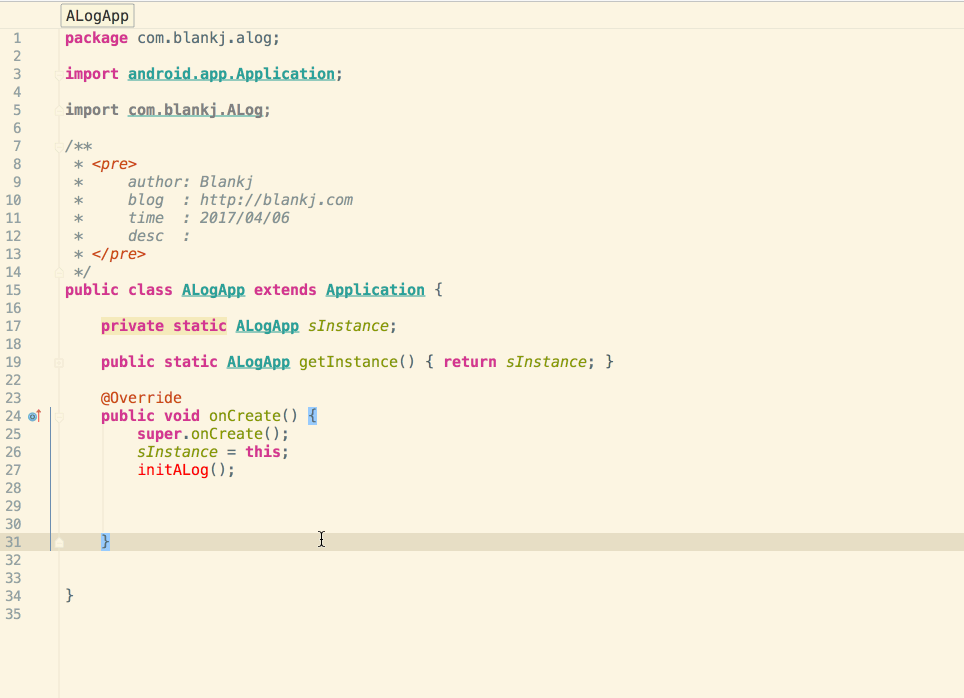 ALogApp
1 package com.blankj.alog;
2
3 import android.app.Application;
4
5 import com.blankj.ALog;
6
7 /**
8  * <pre>
9  *     author: Blankj
10  *     blog  : http://blankj.com
11  *     time  : 2017/04/06
12  *     desc  :
13  * </pre>
14  */
15 public class ALogApp extends Application {
16
17     private static ALogApp sInstance;
18
19     public static ALogApp getInstance() { return sInstance; }
22
23     @Override
24     public void onCreate() {
25         super.onCreate();
26         sInstance = this;
27         initALog();
28
29
30
31     }
32
33
34 }
35